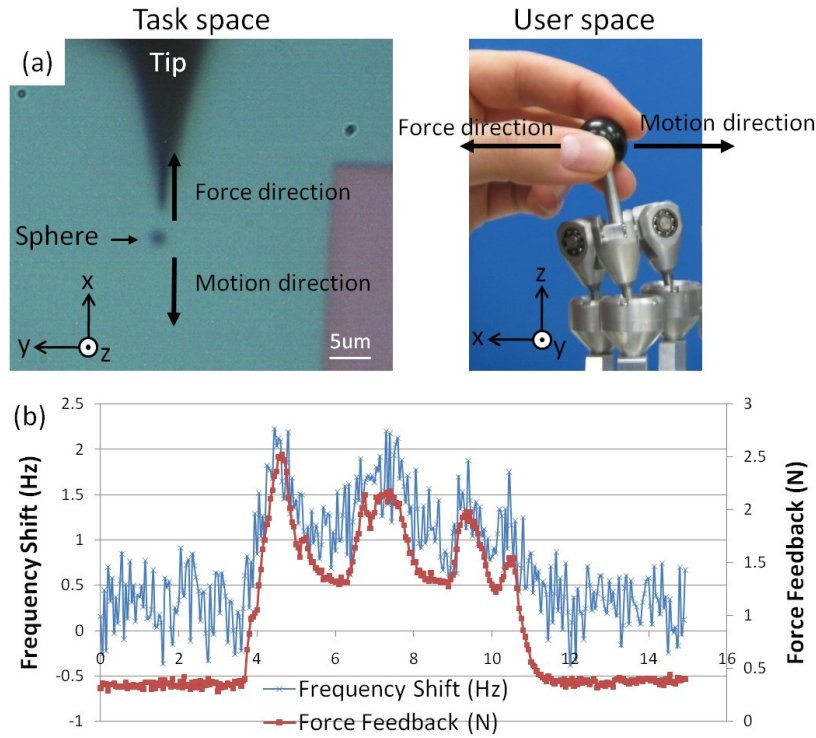 Task space
User space
(a)
Tip
Force direction
Sphere
Motion direction
x
y
z
5um
Force direction
Motion direction
z
x
y
(b)
Frequency Shift (Hz)
Force Feedback (N)
2.5
2
1.5
1
0.5
0
-0.5
-1
3
2.5
2
1.5
1
0.5
0
0
2
4
6
8
10
12
14
16
Frequency Shift (Hz)
Force Feedback (N)